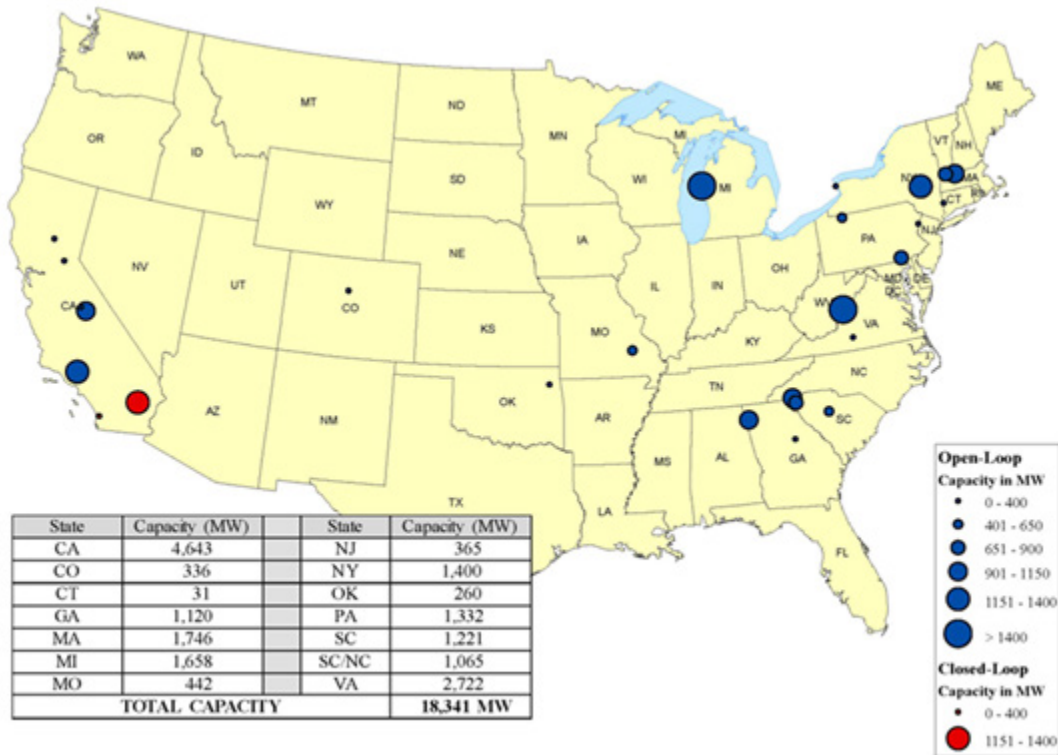 WA
ME
MT
ND
MN
MI
VT
NH
OR
ID
SD
WI
MI
NY
MA
RI
WY
CT
NE
IA
PA
NJ
NV
UT
CO
IL
IN
OH
MD
DE
DC
WV
VA
CA
KS
MO
KY
NC
TN
AZ
NM
OK
AR
SC
MS
AL
GA
TX
LA
FL
State Capacity (MW) State Capacity (MW)
CA 4,643 NJ 365
CO 336 NY 1,400
CT 31 OK 260
GA 1,120 PA 1,332
MA 1,746 SC 1,221
MI 1,658 SC/NC 1,065
MO 442 VA 2,722
TOTAL CAPACITY 18,341 MW
Open-Loop
Capacity in MW
0 - 400
401 - 650
651 - 900
901 - 1150
1151 - 1400
> 1400
Closed-Loop
Capacity in MW
0 - 400
1151 - 1400